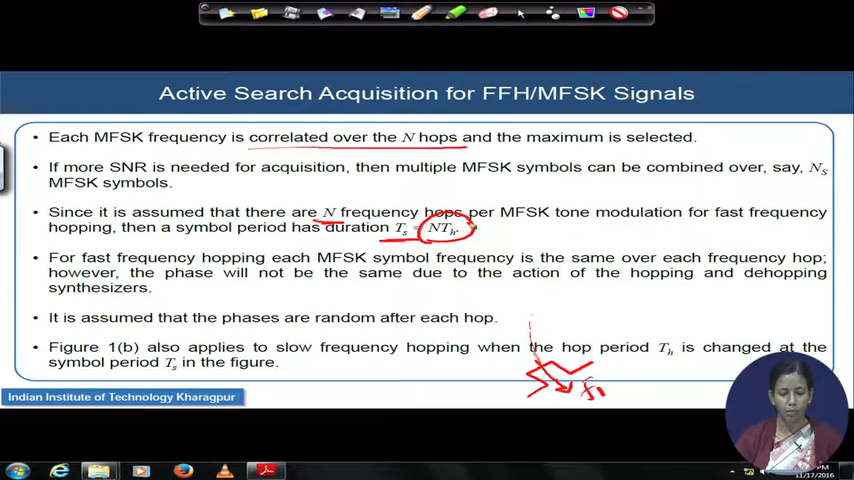 Active Search Acquisition for FFH/MFSK Signals
• Each MFSK frequency is correlated over the N hops and the maximum is selected.
• If more SNR is needed for acquisition, then multiple MFSK symbols can be combined over, say, Ns
MFSK symbols.
• Since it is assumed that there are N frequency hops per MFSK tone modulation for fast frequency
hopping, then a symbol period has duration Ts = NTh.
• For fast frequency hopping each MFSK symbol frequency is the same over each frequency hop;
however, the phase will not be the same due to the action of the hopping and dehopping
synthesizers.
• It is assumed that the phases are random after each hop.
• Figure 1(b) also applies to slow frequency hopping when the hop period Th is changed at the
symbol period Ts in the figure.
Indian Institute of Technology Kharagpur
11/17/2016